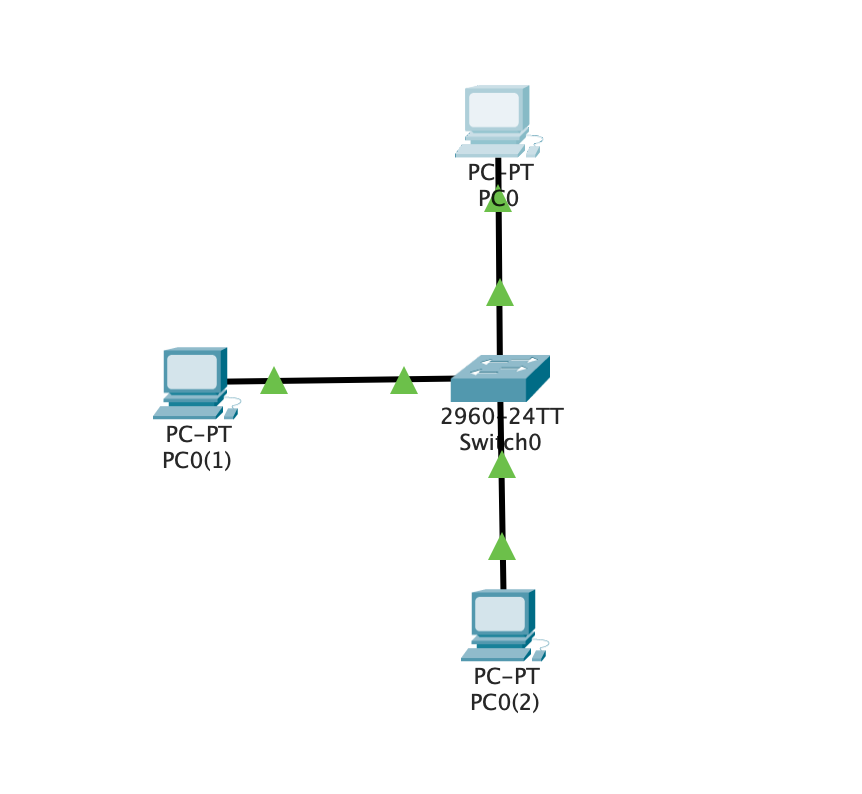 PC-PT
PC0
PC-PT
PC0(1)
2960-24TT
Switch0
PC-PT
PC0(2)